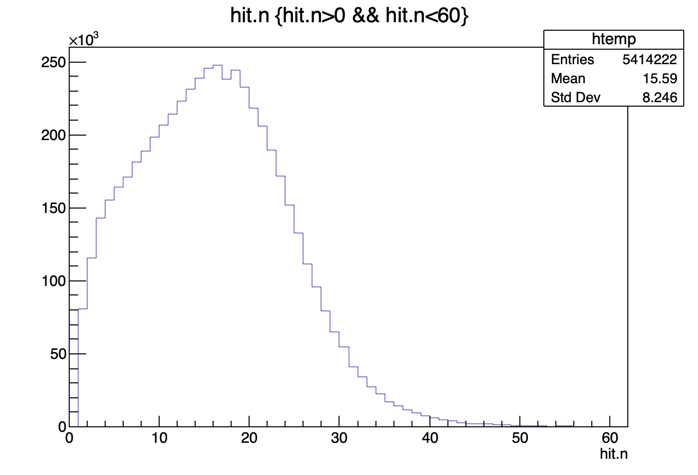 hit.n {hit.n>0 && hit.n<60}
×10³
htemp
Entries 5414222
Mean 15.59
Std Dev 8.246
250
200
150
100
50
0
0 10 20 30 40 50 60
hit.n